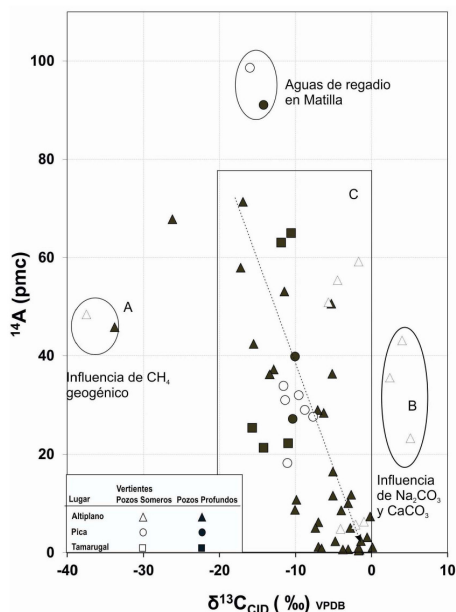 100
80
60
40
20
0
¹⁴A (pmc)
Aguas de regadio
en Matilla
C
A
Influencia de CH₄
geogénico
B
Influencia
de Na₂CO₃
y CaCO₃
Vertientes
Lugar Pozos Someros Pozos Profundos
Altiplano
Pica
Tamarugal
-40 -30 -20 -10 0 10
δ¹³C_CID ( ‰) VPDB